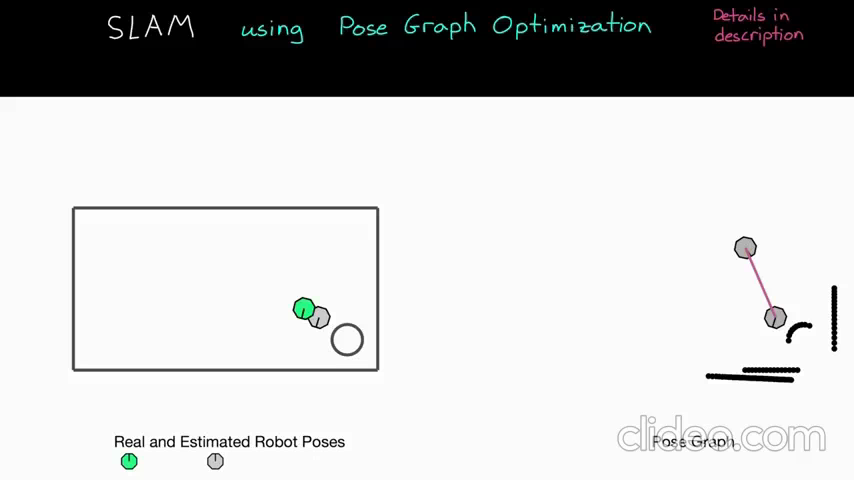 SLAM using Pose Graph Optimization
Details in
description
Real and Estimated Robot Poses
Pose Graph
clideo.com